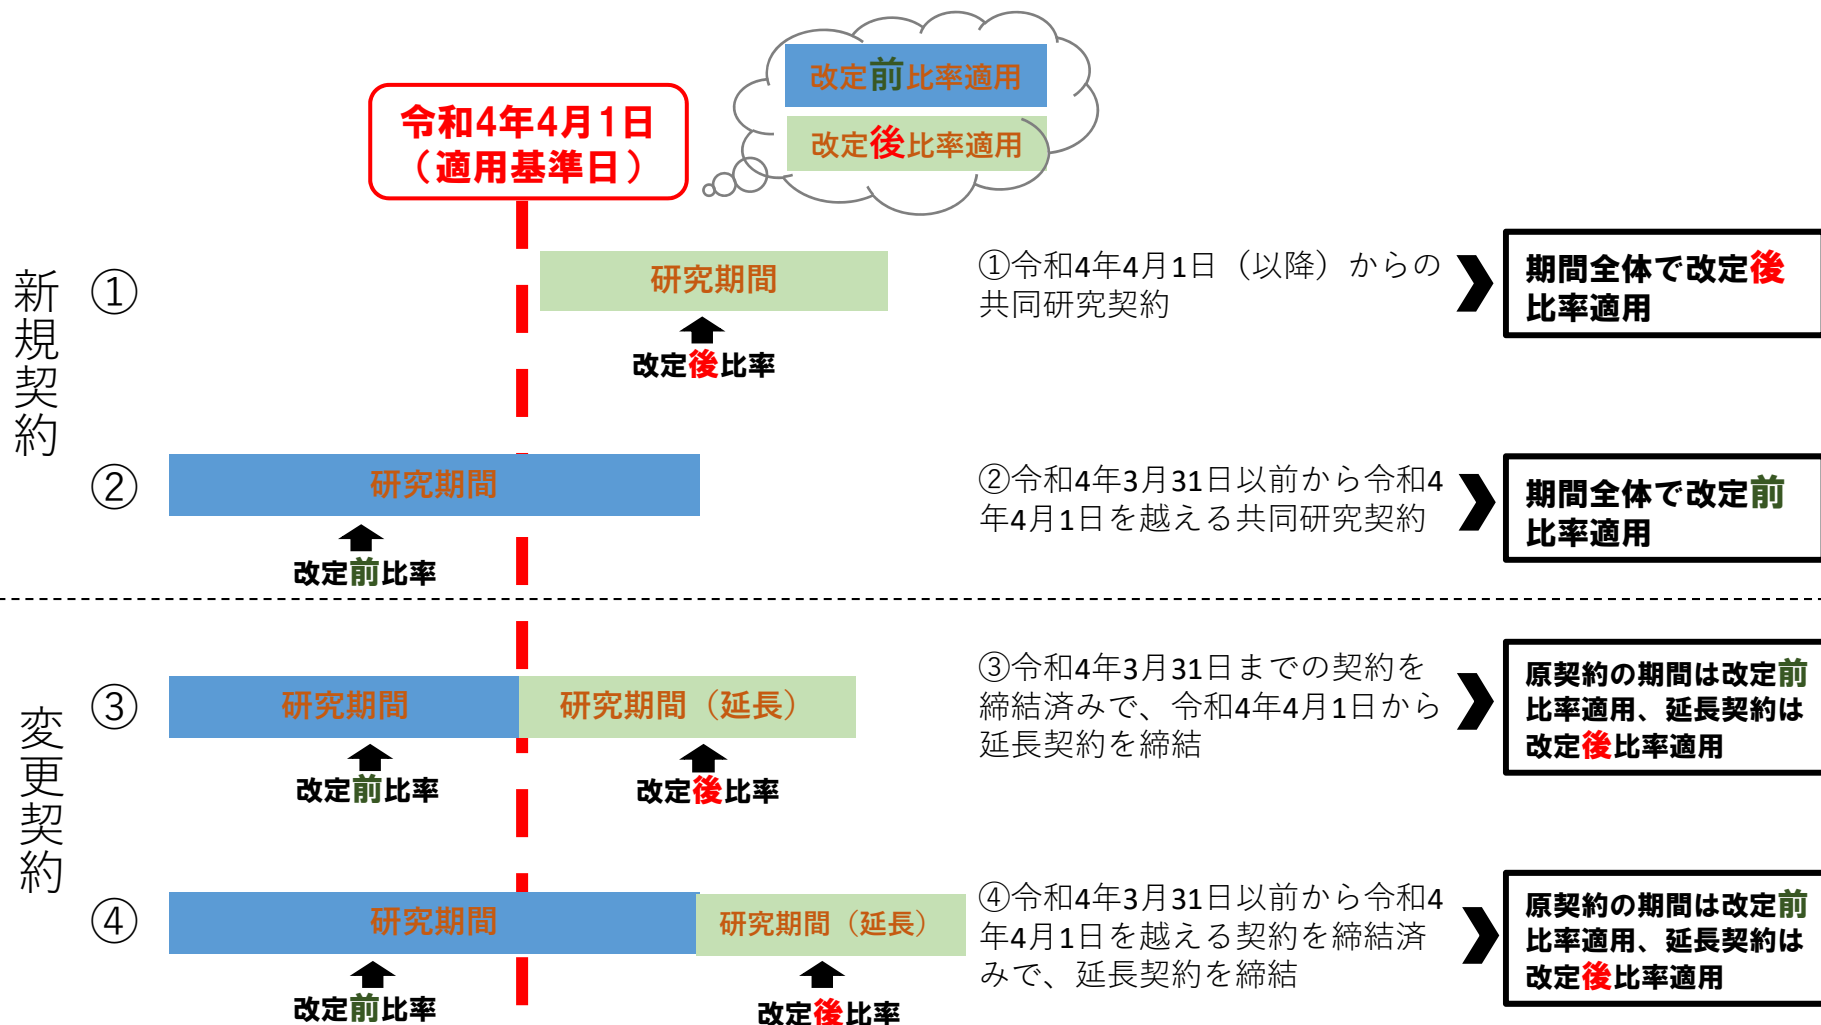 改定前比率適用
改定後比率適用
令和4年4月1日
（適用基準日）
新規契約
①
研究期間
改定後比率
①令和4年4月1日（以降）からの
共同研究契約
期間全体で改定後
比率適用
②
研究期間
改定前比率
②令和4年3月31日以前から令和4
年4月1日を越える共同研究契約
期間全体で改定前
比率適用
変更契約
③
研究期間
研究期間（延長）
改定前比率
改定後比率
③令和4年3月31日までの契約を
締結済みで、令和4年4月1日から
延長契約を締結
原契約の期間は改定前
比率適用、延長契約は
改定後比率適用
④
研究期間
研究期間（延長）
改定前比率
改定後比率
④令和4年3月31日以前から令和4
年4月1日を越える契約を締結済
みで、延長契約を締結
原契約の期間は改定前
比率適用、延長契約は
改定後比率適用